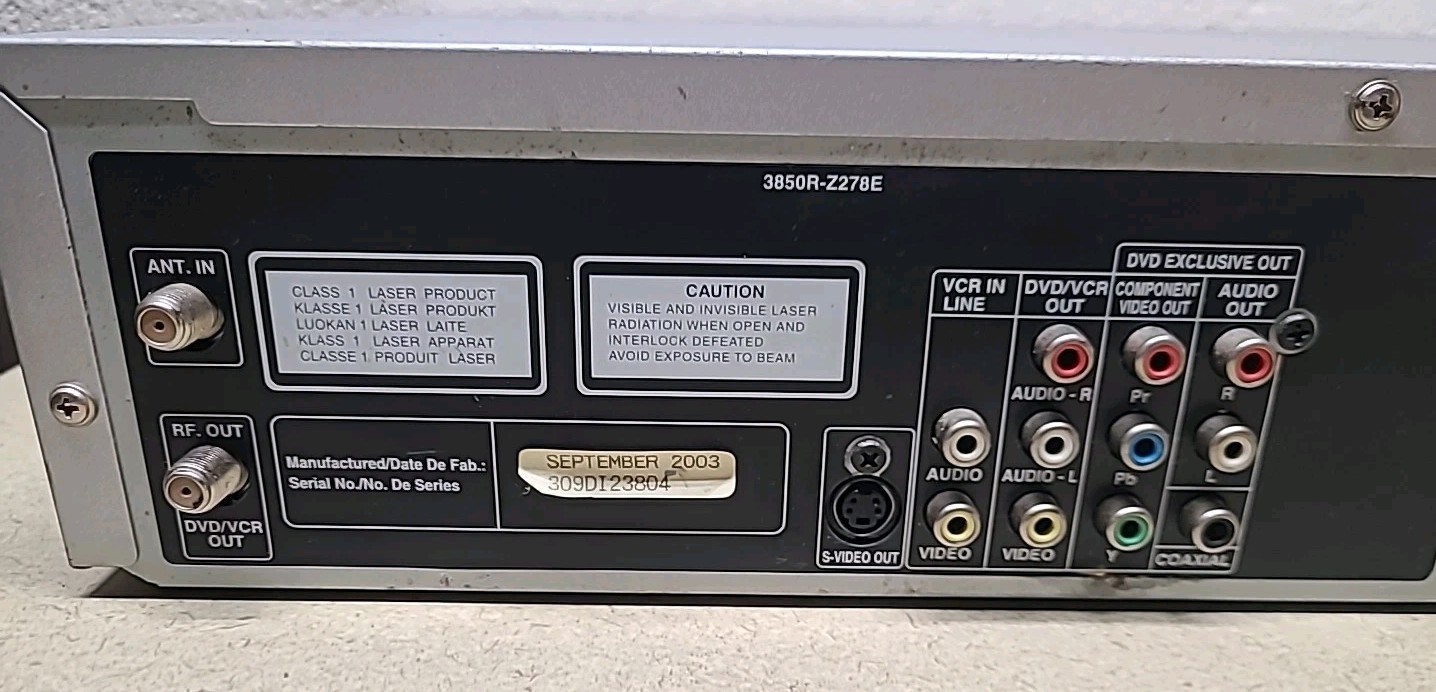 3850R-Z278E
ANT. IN
CLASS 1 LASER PRODUCT
KLASSE 1 LÄSER PRODUKT
LUOKAN 1 LASER LAITE
KLASS 1 LASER APPARAT
CLASSE 1 PRODUIT LASER
CAUTION
VISIBLE AND INVISIBLE LASER
RADIATION WHEN OPEN AND
INTERLOCK DEFEATED
AVOID EXPOSURE TO BEAM
RF. OUT
DVD/VCR
OUT
Manufactured/Date De Fab.:
Serial No./No. De Series
SEPTEMBER 2003
309DI23804
S-VIDEO OUT
VCR IN
LINE
AUDIO
VIDEO
DVD/VCR
OUT
AUDIO - R
AUDIO - L
VIDEO
DVD EXCLUSIVE OUT
COMPONENT
VIDEO OUT
Pr
Pb
Y
AUDIO
OUT
R
L
COAXIAL